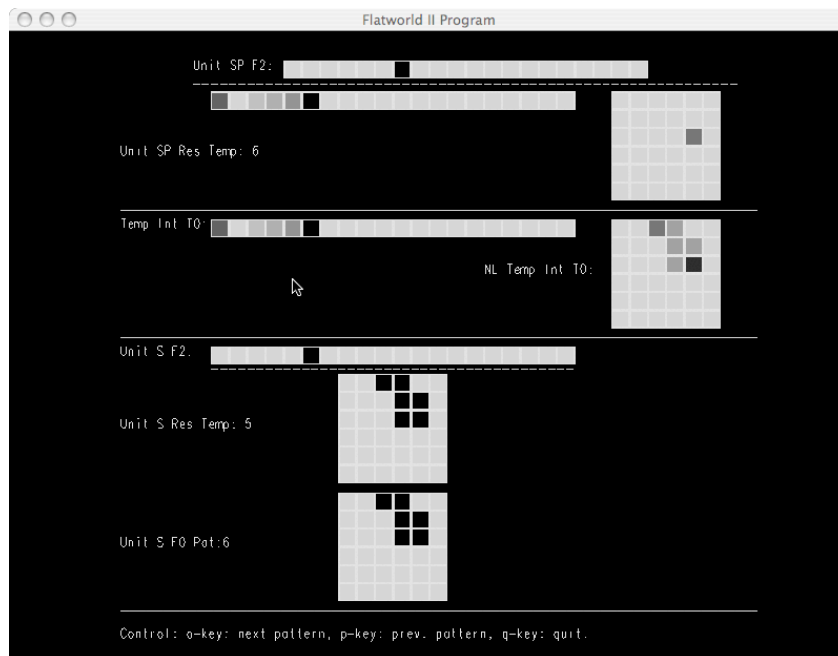 Flatworld II Program
Unit SP F2:
Unit SP Res Temp: 6
Temp Int T0:
NL Temp Int T0:
Unit S F2:
Unit S Res Temp: 5
Unit S F0 Pat:6
Control: o-key: next pattern, p-key: prev. pattern, q-key: quit.